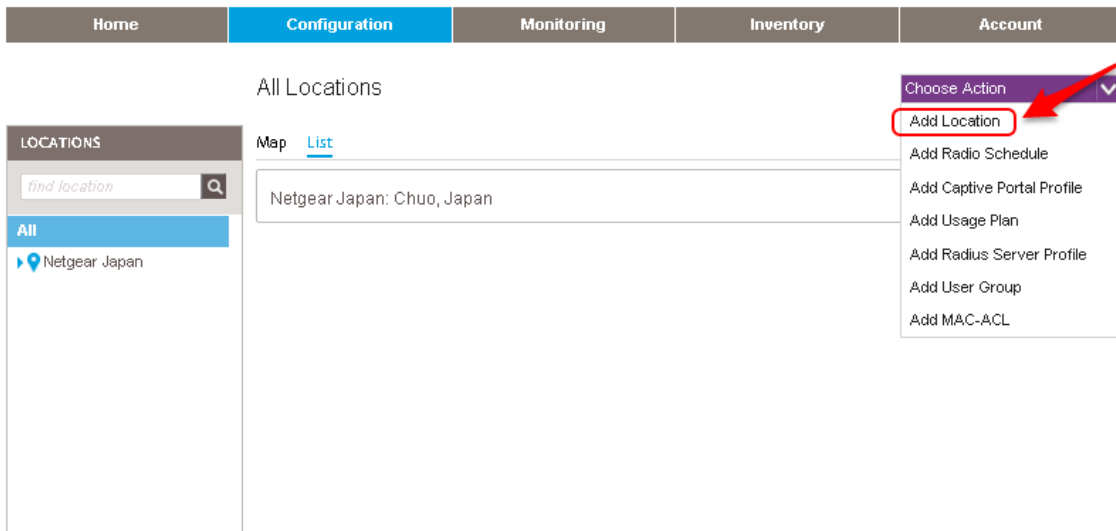 Home Configuration Monitoring Inventory Account
All Locations
Choose Action
Add Location
Add Radio Schedule
Add Captive Portal Profile
Add Usage Plan
Add Radius Server Profile
Add User Group
Add MAC-ACL
LOCATIONS
find location
All
Netgear Japan
Map List
Netgear Japan: Chuo, Japan